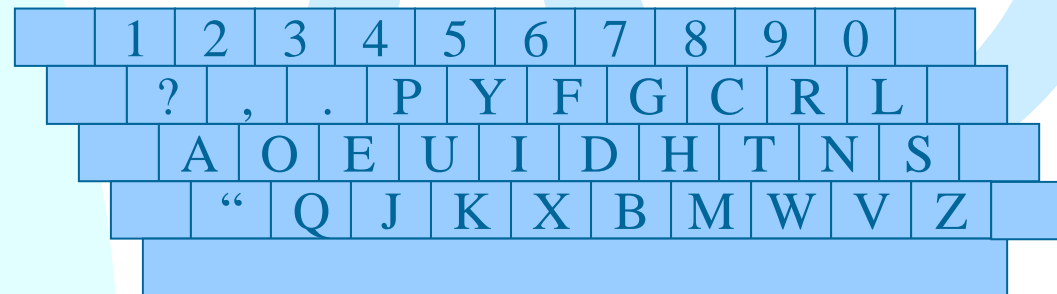 1 2 3 4 5 6 7 8 9 0
? , . P Y F G C R L
A O E U I D H T N S
“ Q J K X B M W V Z